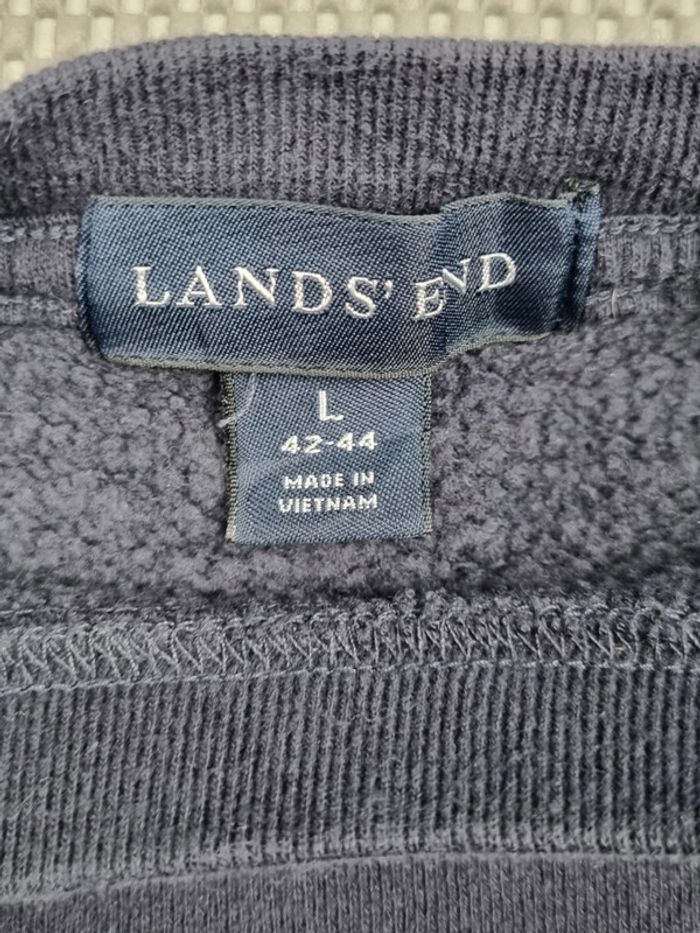 LANDS' END
L
42-44
MADE IN
VIETNAM